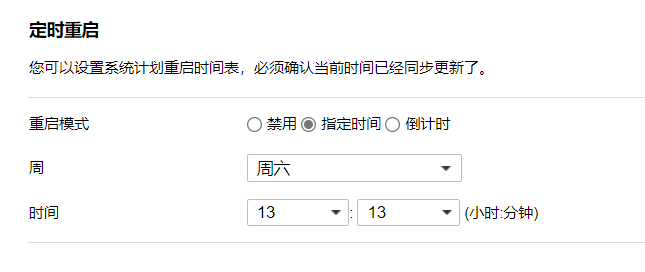 定时重启
您可以设置系统计划重启时间表，必须确认当前时间已经同步更新了。
重启模式 禁用 指定时间 倒计时
周 周六
时间 13 : 13 (小时:分钟)